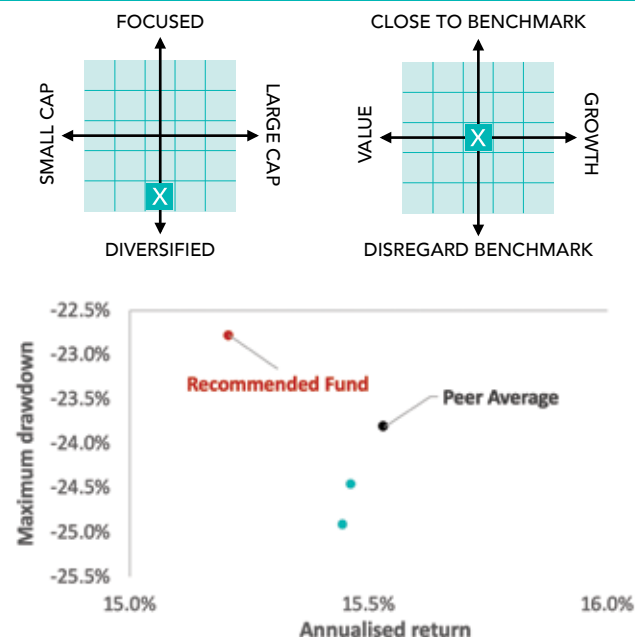 FOCUSED
SMALL CAP
LARGE CAP
X
DIVERSIFIED
CLOSE TO BENCHMARK
VALUE
GROWTH
X
DISREGARD BENCHMARK
Maximum drawdown
-22.5%
-23.0%
-23.5%
-24.0%
-24.5%
-25.0%
-25.5%
Recommended Fund
Peer Average
15.0%
15.5%
16.0%
Annualised return